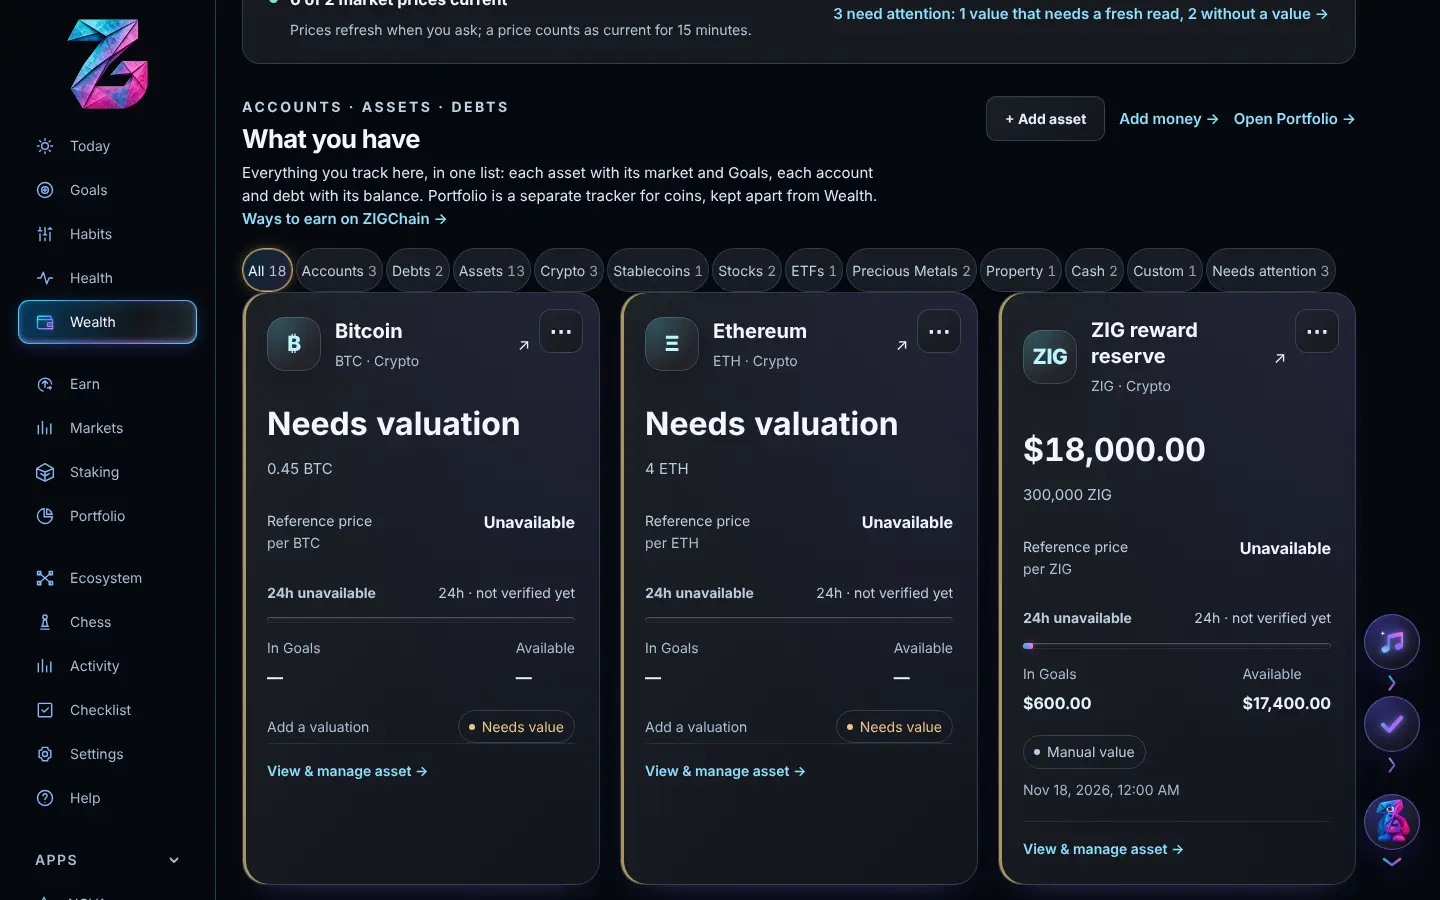 0 of 2 market prices current
Prices refresh when you ask; a price counts as current for 15 minutes.
3 need attention: 1 value that needs a fresh read, 2 without a value →
Today
Goals
Habits
Health
Wealth
Earn
Markets
Staking
Portfolio
Ecosystem
Chess
Activity
Checklist
Settings
Help
APPS
ACCOUNTS · ASSETS · DEBTS
What you have
Everything you track here, in one list: each asset with its market and Goals, each account
and debt with its balance. Portfolio is a separate tracker for coins, kept apart from Wealth.
Ways to earn on ZIGChain →
+ Add asset
Add money →
Open Portfolio →
All 18
Accounts 3
Debts 2
Assets 13
Crypto 3
Stablecoins 1
Stocks 2
ETFs 1
Precious Metals 2
Property 1
Cash 2
Custom 1
Needs attention 3
Bitcoin
BTC · Crypto
Needs valuation
0.45 BTC
Reference price
per BTC
Unavailable
24h unavailable
24h · not verified yet
In Goals
—
Available
—
Add a valuation
Needs value
View & manage asset →
Ethereum
ETH · Crypto
Needs valuation
4 ETH
Reference price
per ETH
Unavailable
24h unavailable
24h · not verified yet
In Goals
—
Available
—
Add a valuation
Needs value
View & manage asset →
ZIG
ZIG reward
reserve
ZIG · Crypto
$18,000.00
300,000 ZIG
Reference price
per ZIG
Unavailable
24h unavailable
24h · not verified yet
In Goals
$600.00
Available
$17,400.00
Manual value
Nov 18, 2026, 12:00 AM
View & manage asset →